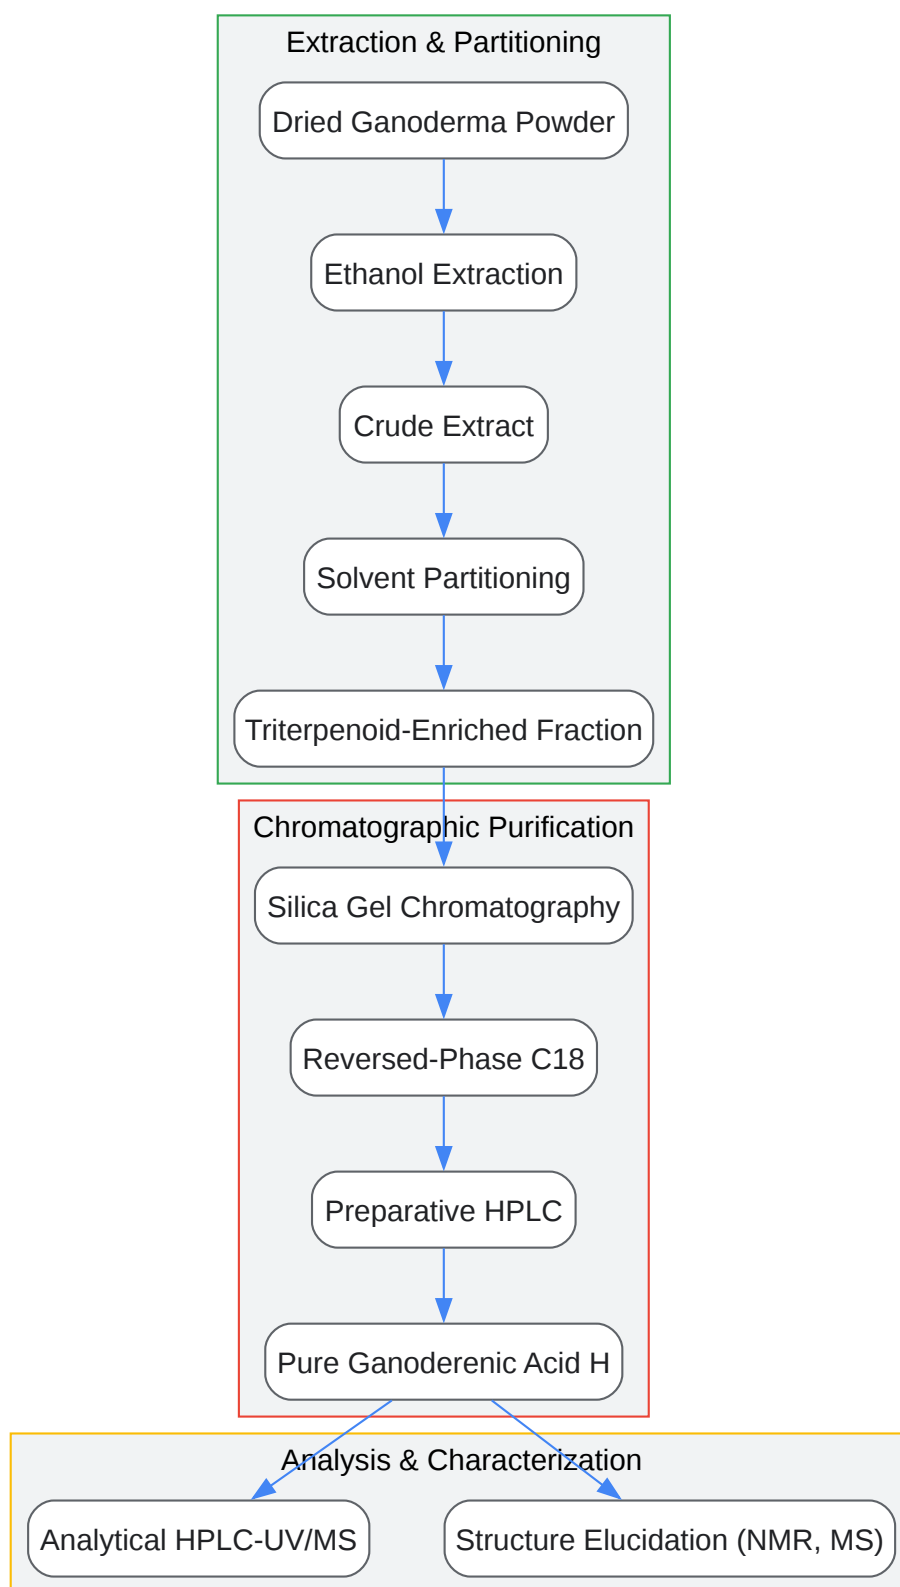 Extraction & Partitioning
Dried Ganoderma Powder
Ethanol Extraction
Crude Extract
Solvent Partitioning
Triterpenoid-Enriched Fraction
Chromatographic Purification
Silica Gel Chromatography
Reversed-Phase C18
Preparative HPLC
Pure Ganoderenic Acid H
Analysis & Characterization
Analytical HPLC-UV/MS
Structure Elucidation (NMR, MS)